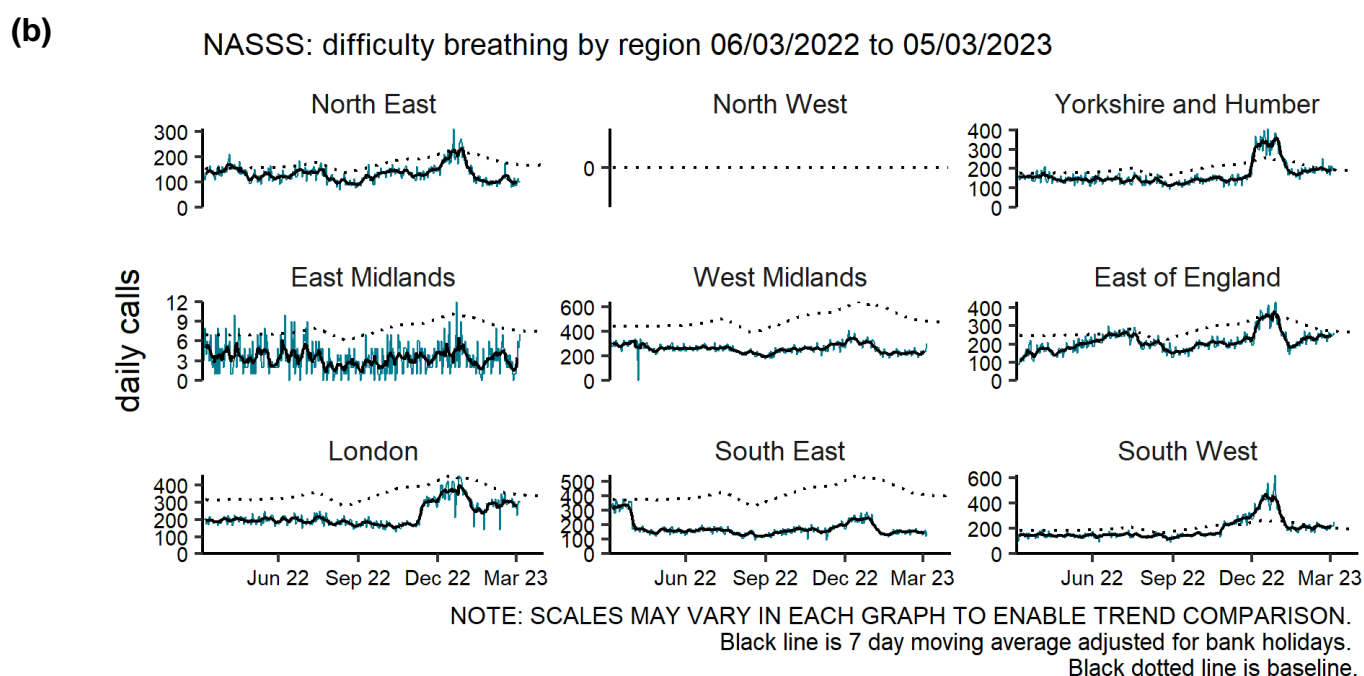 (b)
NASSS: difficulty breathing by region 06/03/2022 to 05/03/2023
North East
North West
Yorkshire and Humber
300
200
100
0
0
400
300
200
100
0
East Midlands
West Midlands
East of England
daily calls
12
9
6
3
0
600
400
200
0
400
300
200
100
0
London
South East
South West
400
300
200
100
0
500
400
300
200
100
0
600
400
200
0
Jun 22 Sep 22 Dec 22 Mar 23
Jun 22 Sep 22 Dec 22 Mar 23
Jun 22 Sep 22 Dec 22 Mar 23
NOTE: SCALES MAY VARY IN EACH GRAPH TO ENABLE TREND COMPARISON.
Black line is 7 day moving average adjusted for bank holidays.
Black dotted line is baseline.